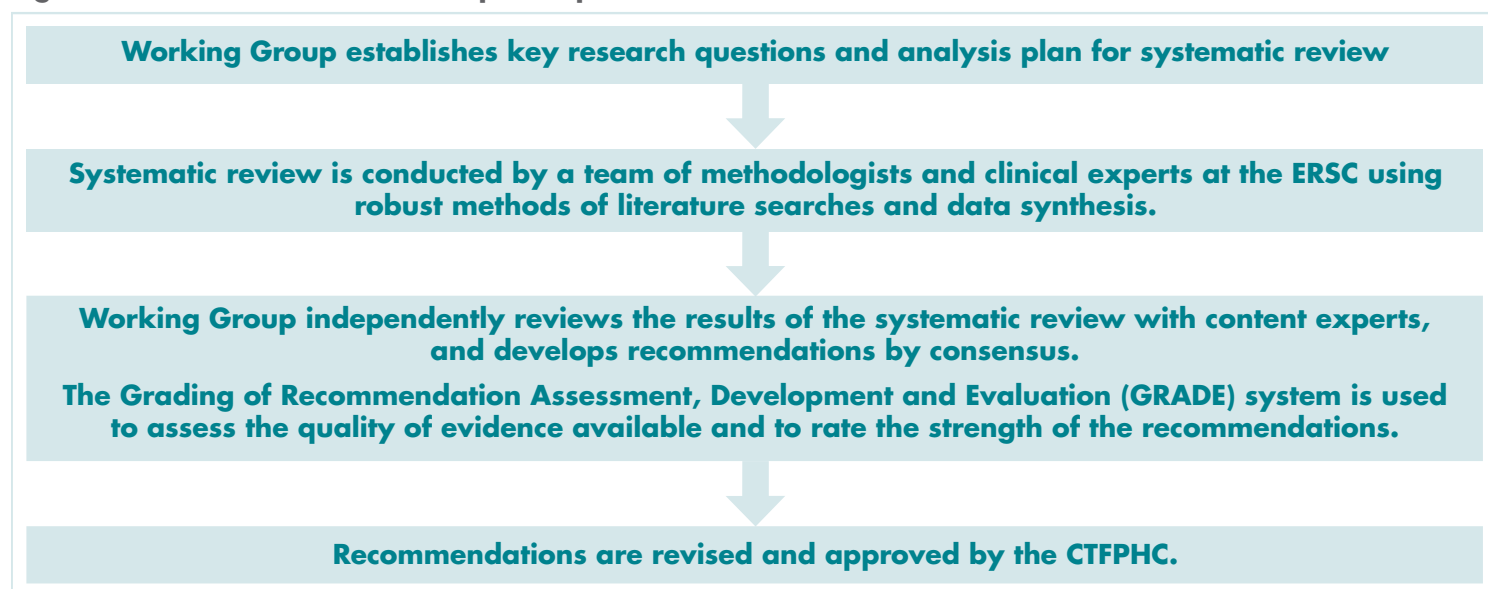 Working Group establishes key research questions and analysis plan for systematic review
Systematic review is conducted by a team of methodologists and clinical experts at the ERSC using
robust methods of literature searches and data synthesis.
Working Group independently reviews the results of the systematic review with content experts,
and develops recommendations by consensus.
The Grading of Recommendation Assessment, Development and Evaluation (GRADE) system is used
to assess the quality of evidence available and to rate the strength of the recommendations.
Recommendations are revised and approved by the CTFPHC.